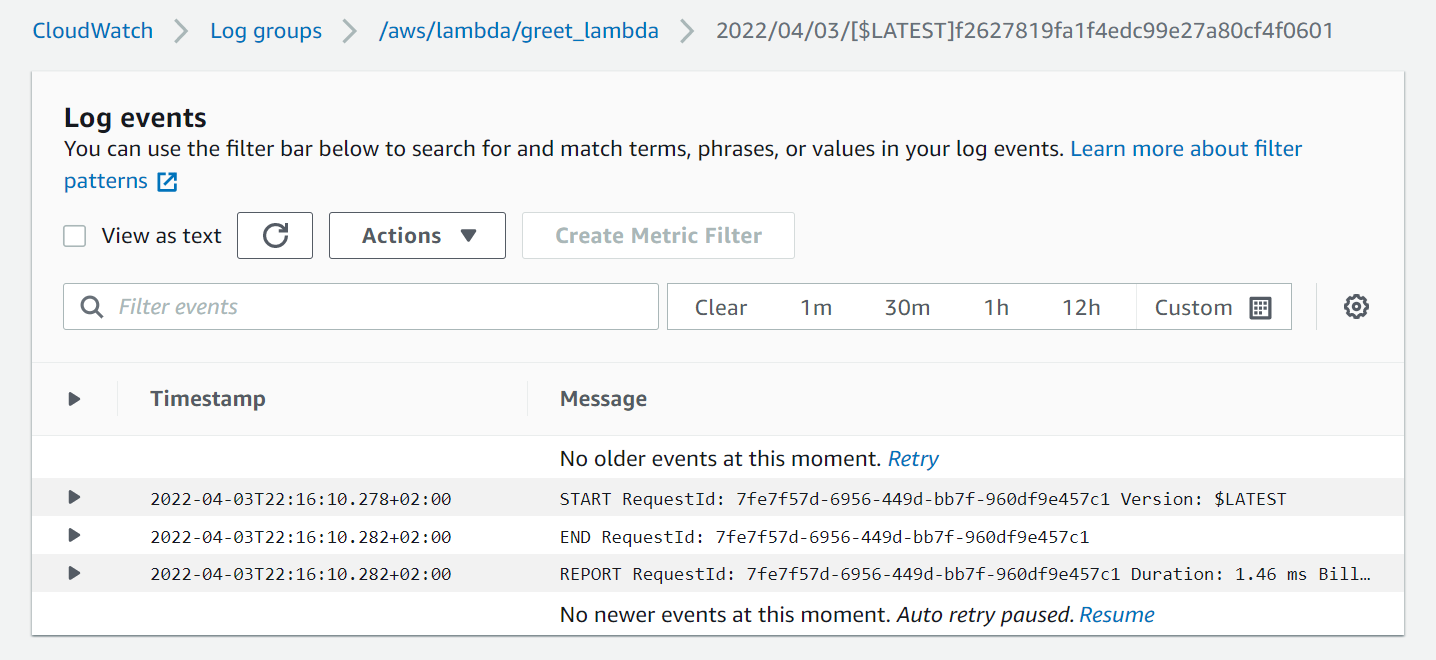 CloudWatch Log groups /aws/lambda/greet_lambda 2022/04/03/[$LATEST]f2627819fa1f4edc99e27a80cf4f0601
Log events
You can use the filter bar below to search for and match terms, phrases, or values in your log events. Learn more about filter
patterns
View as text Actions Create Metric Filter
Filter events Clear 1m 30m 1h 12h Custom
Timestamp Message
No older events at this moment. Retry
2022-04-03T22:16:10.278+02:00 START RequestId: 7fe7f57d-6956-449d-bb7f-960df9e457c1 Version: $LATEST
2022-04-03T22:16:10.282+02:00 END RequestId: 7fe7f57d-6956-449d-bb7f-960df9e457c1
2022-04-03T22:16:10.282+02:00 REPORT RequestId: 7fe7f57d-6956-449d-bb7f-960df9e457c1 Duration: 1.46 ms Bill…
No newer events at this moment. Auto retry paused. Resume